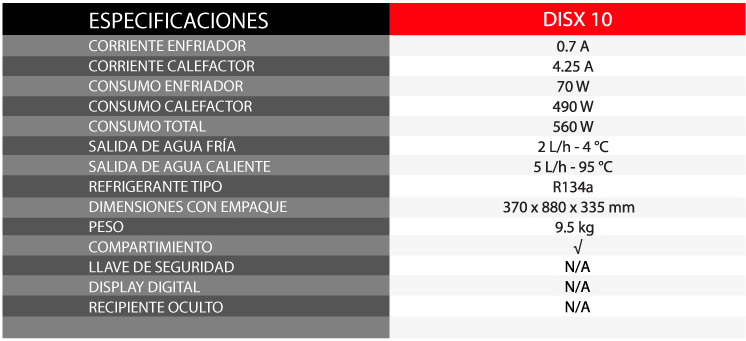 ESPECIFICACIONES DISX 10
CORRIENTE ENFRIADOR 0.7 A
CORRIENTE CALEFACTOR 4.25 A
CONSUMO ENFRIADOR 70 W
CONSUMO CALEFACTOR 490 W
CONSUMO TOTAL 560 W
SALIDA DE AGUA FRÍA 2 L/h - 4 °C
SALIDA DE AGUA CALIENTE 5 L/h - 95 °C
REFRIGERANTE TIPO R134a
DIMENSIONES CON EMPAQUE 370 x 880 x 335 mm
PESO 9.5 kg
COMPARTIMIENTO √
LLAVE DE SEGURIDAD N/A
DISPLAY DIGITAL N/A
RECIPIENTE OCULTO N/A